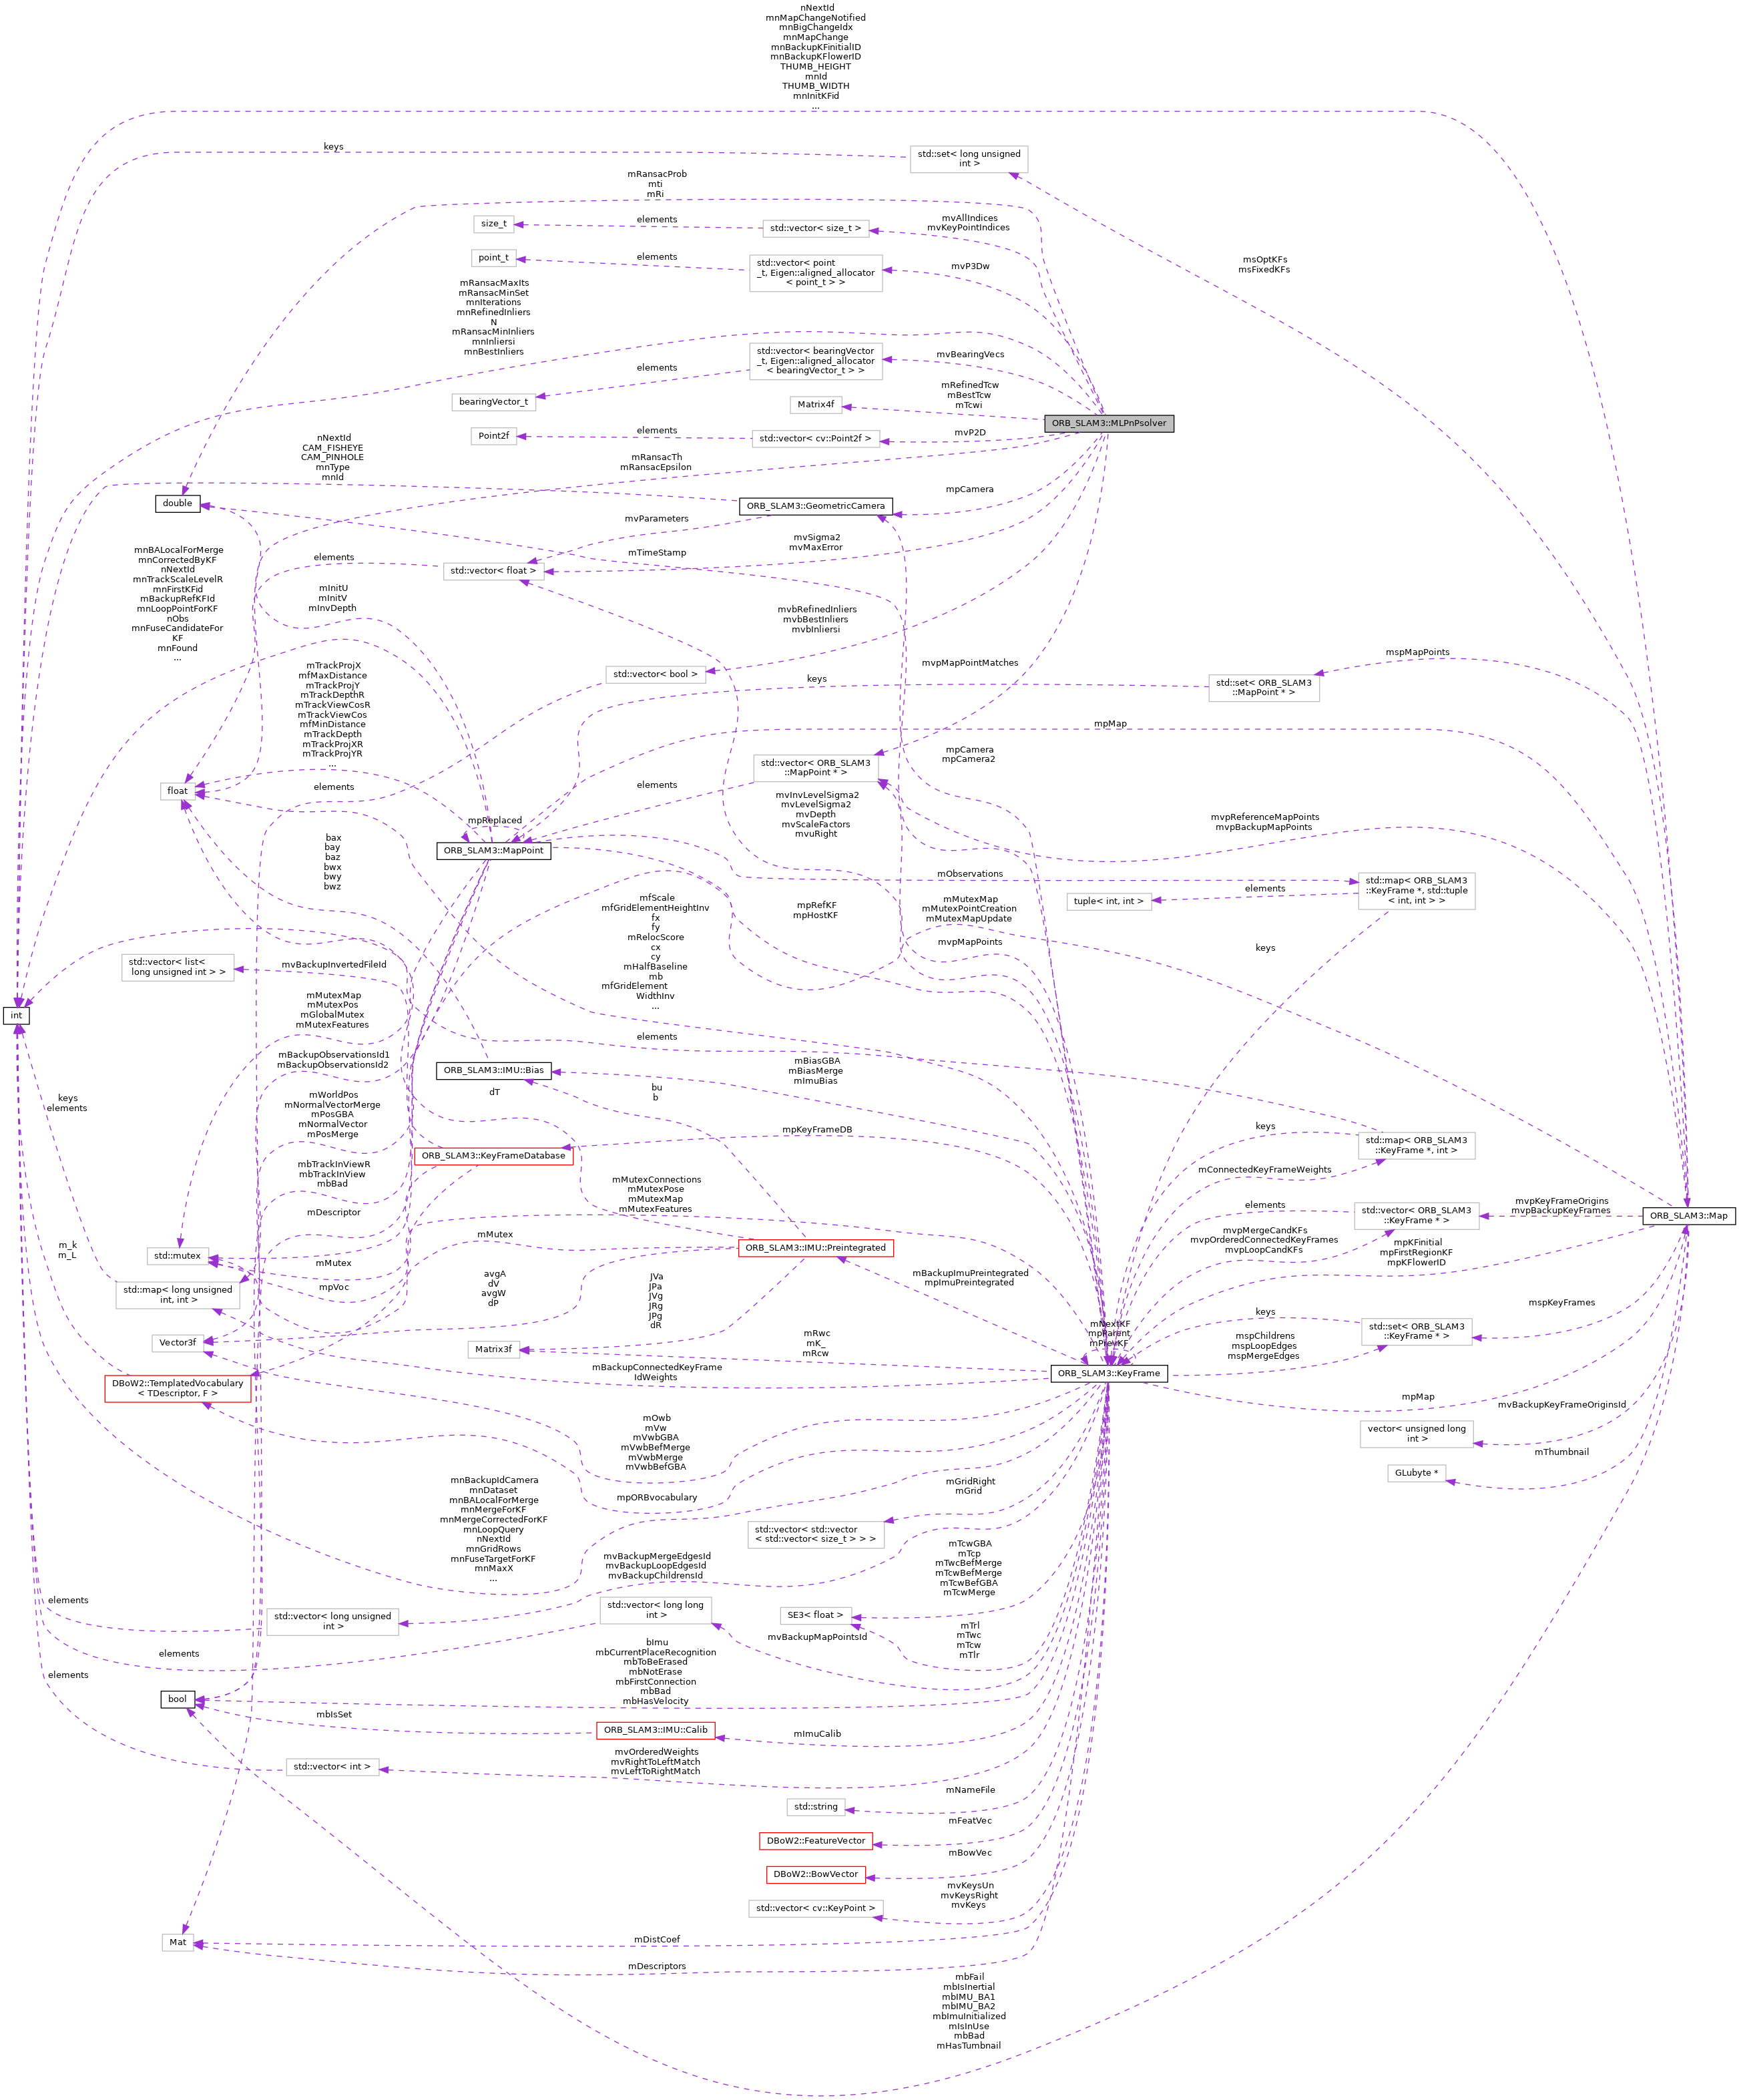 nNextId
mnMapChangeNotified
mnBigChangeIdx
mnMapChange
mnBackupKFinitialID
mnBackupKFlowerID
THUMB_HEIGHT
mnId
THUMB_WIDTH
mnInitKFid
...
keys
std::set< long unsigned
int >
mRansacProb
mti
mRi
size_t
elements
std::vector< size_t >
mvAllIndices
mvKeyPointIndices
msOptKFs
msFixedKFs
point_t
elements
std::vector< point
_t, Eigen::aligned_allocator
< point_t > >
mvP3Dw
mRansacMaxIts
mRansacMinSet
mnIterations
mnRefinedInliers
N
mRansacMinInliers
mnInliersi
mnBestInliers
std::vector< bearingVector
_t, Eigen::aligned_allocator
< bearingVector_t > >
mvBearingVecs
elements
bearingVector_t
Matrix4f
mRefinedTcw
mBestTcw
mTcwi
ORB_SLAM3::MLPnPsolver
Point2f
elements
std::vector< cv::Point2f >
mvP2D
nNextId
CAM_FISHEYE
CAM_PINHOLE
mnType
mnId
mRansacTh
mRansacEpsilon
double
ORB_SLAM3::GeometricCamera
mpCamera
mvParameters
mTimeStamp
mvSigma2
mvMaxError
mnBALocalForMerge
mnCorrectedByKF
nNextId
mnTrackScaleLevelR
mnFirstKFid
mBackupRefKFId
mnLoopPointForKF
nObs
mnFuseCandidateFor
KF
mnFound
...
elements
std::vector< float >
mInitU
mInitV
mInvDepth
mvbRefinedInliers
mvbBestInliers
mvbInliersi
mTrackProjX
mfMaxDistance
mTrackProjY
mTrackDepthR
mTrackViewCosR
mTrackViewCos
mfMinDistance
mTrackDepth
mTrackProjXR
mTrackProjYR
...
std::vector< bool >
keys
mvpMapPointMatches
mspMapPoints
std::set< ORB_SLAM3
::MapPoint * >
mpMap
mpCamera
mpCamera2
std::vector< ORB_SLAM3
::MapPoint * >
float
elements
elements
mvInvLevelSigma2
mvLevelSigma2
mvDepth
mvScaleFactors
mvuRight
mpReplaced
ORB_SLAM3::MapPoint
mvpReferenceMapPoints
mvpBackupMapPoints
bax
bay
baz
bwx
bwy
bwz
mObservations
std::map< ORB_SLAM3
::KeyFrame *, std::tuple
< int, int > >
elements
tuple< int, int >
mfScale
mfGridElementHeightInv
fx
fy
mRelocScore
cx
cy
mHalfBaseline
mb
mfGridElement
WidthInv
...
mpRefKF
mpHostKF
mMutexMap
mMutexPointCreation
mMutexMapUpdate
mvpMapPoints
keys
std::vector< list<
long unsigned int > >
mvBackupInvertedFileId
int
mMutexMap
mMutexPos
mGlobalMutex
mMutexFeatures
elements
mBackupObservationsId1
mBackupObservationsId2
ORB_SLAM3::IMU::Bias
mBiasGBA
mBiasMerge
mImuBias
dT
bu
b
keys
elements
mWorldPos
mNormalVectorMerge
mPosGBA
mNormalVector
mPosMerge
mpKeyFrameDB
keys
std::map< ORB_SLAM3
::KeyFrame *, int >
ORB_SLAM3::KeyFrameDatabase
mbTrackInViewR
mbTrackInView
mbBad
mConnectedKeyFrameWeights
mMutexConnections
mMutexPose
mMutexMap
mMutexFeatures
mDescriptor
elements
std::vector< ORB_SLAM3
::KeyFrame * >
mvpKeyFrameOrigins
mvpBackupKeyFrames
ORB_SLAM3::Map
m_k
m_L
mMutex
mvpMergeCandKFs
mvpOrderedConnectedKeyFrames
mvpLoopCandKFs
mpKFinitial
mpFirstRegionKF
mpKFlowerID
std::mutex
mMutex
ORB_SLAM3::IMU::Preintegrated
mBackupImuPreintegrated
mpImuPreintegrated
std::map< long unsigned
int, int >
mpVoc
avgA
dV
avgW
dP
JVa
JPa
JVg
JRg
JPg
dR
mspKeyFrames
keys
std::set< ORB_SLAM3
::KeyFrame * >
Vector3f
Matrix3f
mRwc
mK_
mRcw
mNextKF
mpParent
mPrevKF
mspChildrens
mspLoopEdges
mspMergeEdges
ORB_SLAM3::KeyFrame
DBoW2::TemplatedVocabulary
< TDescriptor, F >
mBackupConnectedKeyFrame
IdWeights
mpMap
mvBackupKeyFrameOriginsId
mOwb
mVw
mVwbGBA
mVwbBefMerge
mVwbMerge
mVwbBefGBA
vector< unsigned long
int >
mThumbnail
GLubyte *
mnBackupIdCamera
mnDataset
mnBALocalForMerge
mnMergeForKF
mnMergeCorrectedForKF
mnLoopQuery
nNextId
mnGridRows
mnFuseTargetForKF
mnMaxX
...
mpORBvocabulary
mGridRight
mGrid
std::vector< std::vector
< std::vector< size_t > > >
mvBackupMergeEdgesId
mvBackupLoopEdgesId
mvBackupChildrensId
mTcwGBA
mTcp
mTwcBefMerge
mTcwBefMerge
mTcwBefGBA
mTcwMerge
elements
std::vector< long unsigned
int >
std::vector< long long
int >
SE3< float >
elements
bImu
mbCurrentPlaceRecognition
mbToBeErased
mbNotErase
mbFirstConnection
mbBad
mbHasVelocity
mvBackupMapPointsId
mTrl
mTwc
mTcw
mTlr
elements
bool
mbIsSet
ORB_SLAM3::IMU::Calib
mImuCalib
std::vector< int >
mvOrderedWeights
mvRightToLeftMatch
mvLeftToRightMatch
mNameFile
std::string
mFeatVec
DBoW2::FeatureVector
mBowVec
DBoW2::BowVector
mvKeysUn
mvKeysRight
mvKeys
std::vector< cv::KeyPoint >
Mat
mDistCoef
mDescriptors
mbFail
mbIsInertial
mbIMU_BA1
mbIMU_BA2
mbImuInitialized
mIsInUse
mbBad
mHasTumbnail